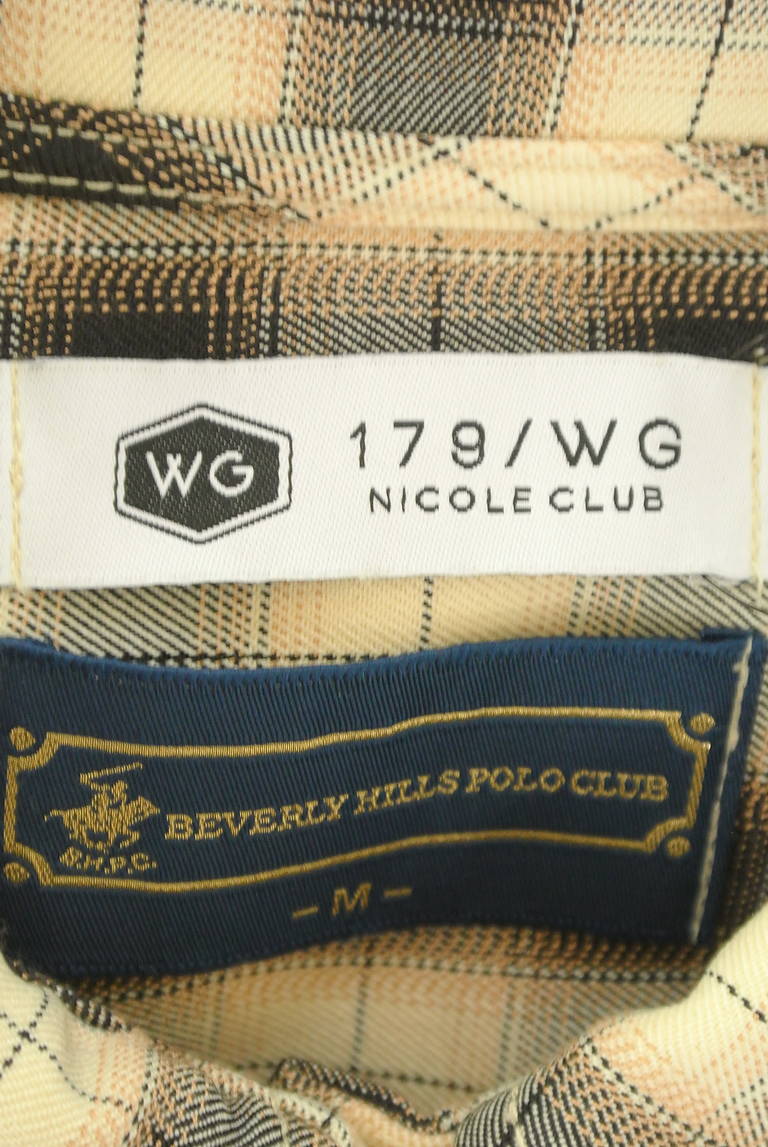 WG
179/WG
NICOLE CLUB
BEVERLY HILLS POLO CLUB
B.H.P.C.
- M -